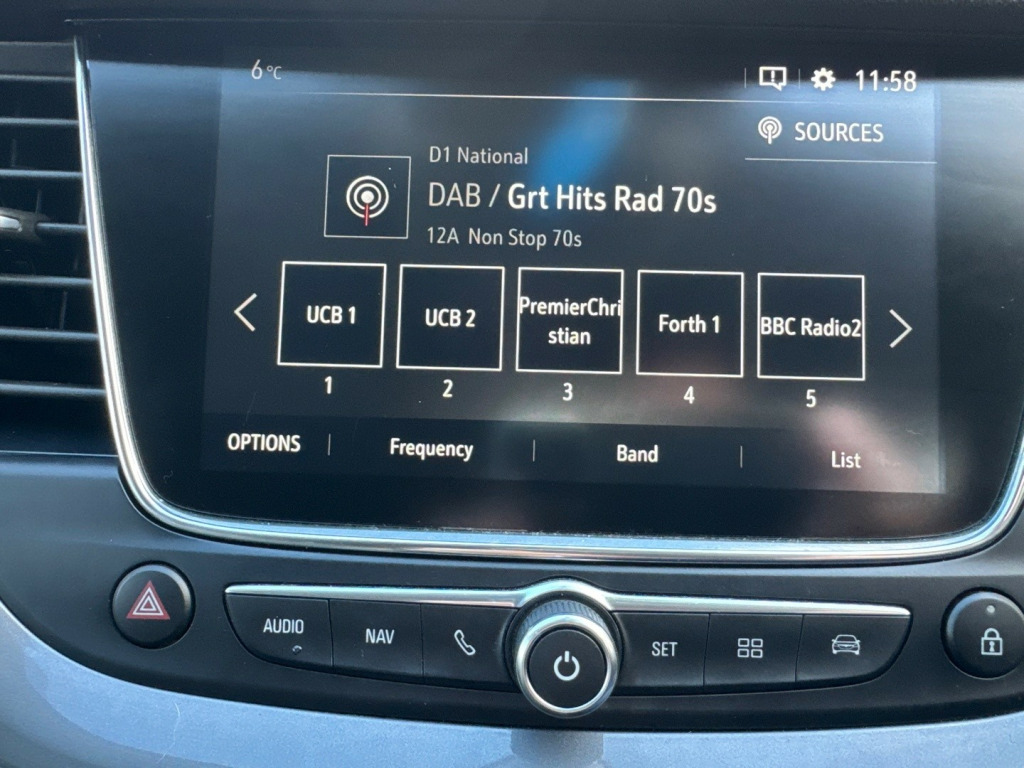 6°C
11:58
SOURCES
D1 National
DAB / Grt Hits Rad 70s
12A Non Stop 70s
UCB 1
UCB 2
PremierChri
stian
Forth 1
BBC Radio2
1
2
3
4
5
OPTIONS
Frequency
Band
List
AUDIO
NAV
SET